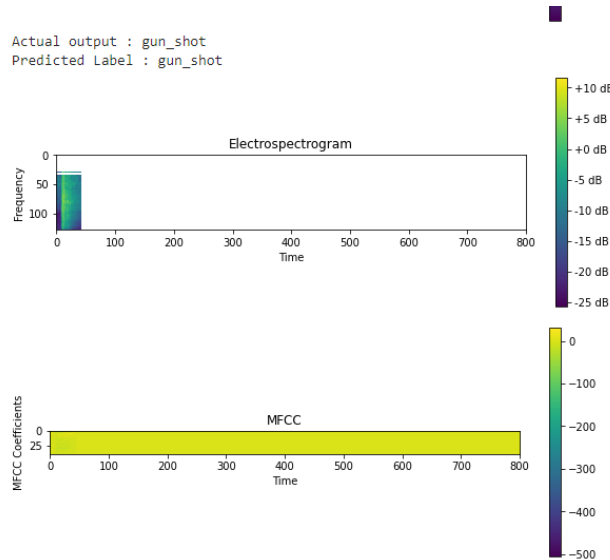 Actual output : gun_shot
Predicted Label : gun_shot
Electrospectrogram
0
50
100
Frequency
0 100 200 300 400 500 600 700 800
Time
+10 dB
+5 dB
+0 dB
-5 dB
-10 dB
-15 dB
-20 dB
-25 dB
MFCC
0
25
MFCC Coefficients
0 100 200 300 400 500 600 700 800
Time
0
−100
−200
−300
−400
−500